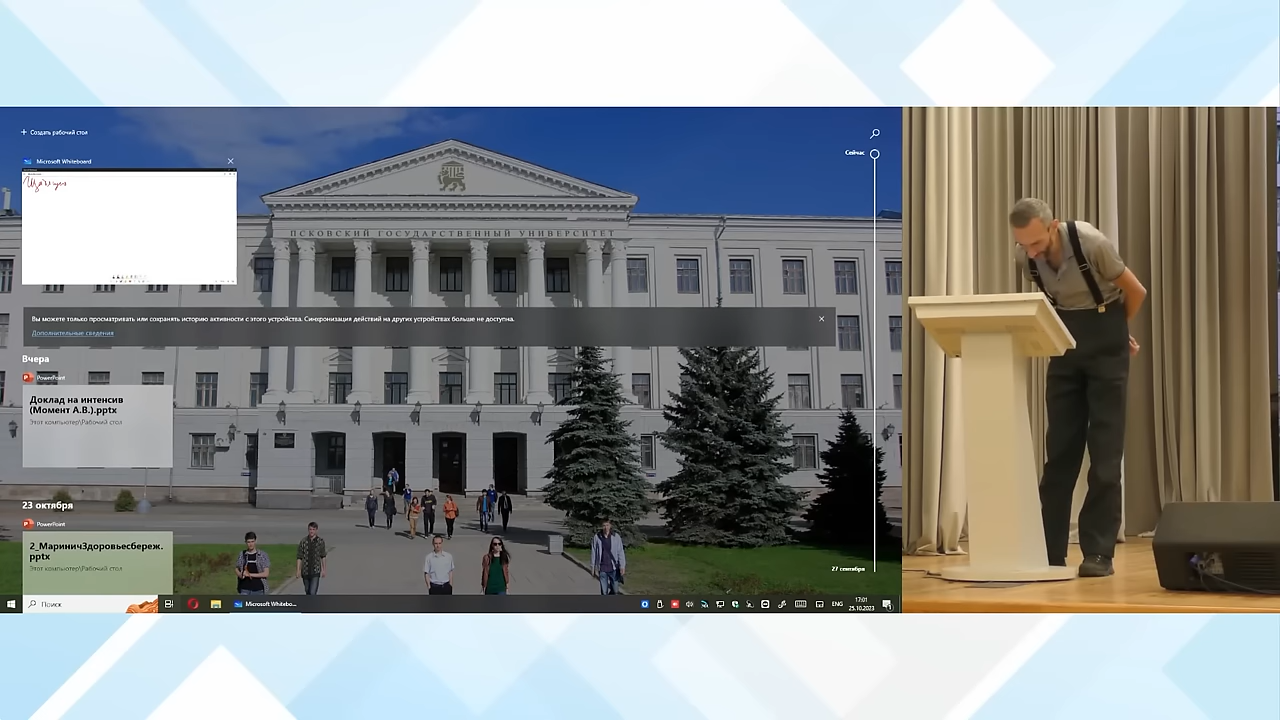 Создать рабочий стол
Сейчас
Microsoft Whiteboard
ПСКОВСКИЙ ГОСУДАРСТВЕННЫЙ УНИВЕРСИТЕТ
Вы можете только просматривать или сохранять историю активности с этого устройства. Синхронизация действий на других устройствах больше не доступна.
Дополнительные сведения
Вчера
PowerPoint
Доклад на интенсив
(Момент А.В.).pptx
Этот компьютер\Рабочий стол
23 октября
PowerPoint
2_МариничЗдоровьесбереж.
pptx
Этот компьютер\Рабочий стол
27 сентября
Поиск
Microsoft Whitebo...
ENG
17:01
25.10.2023